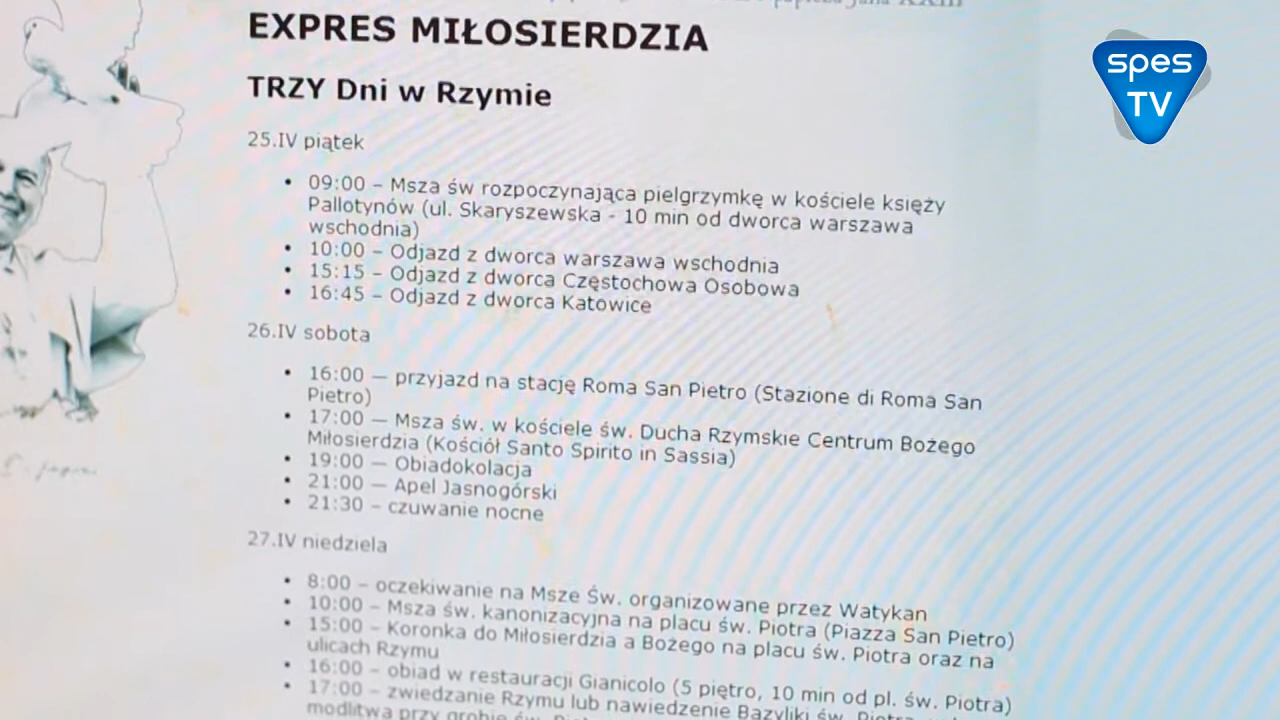 Jana XXIII
EXPRES MIŁOSIERDZIA
spes
TV
TRZY Dni w Rzymie
25.IV piątek
• 09:00 – Msza św rozpoczynająca pielgrzymkę w kościele księży
Pallotynów (ul. Skaryszewska - 10 min od dworca warszawa
wschodnia)
• 10:00 – Odjazd z dworca warszawa wschodnia
• 15:15 – Odjazd z dworca Częstochowa Osobowa
• 16:45 – Odjazd z dworca Katowice
26.IV sobota
• 16:00 — przyjazd na stację Roma San Pietro (Stazione di Roma San
Pietro)
• 17:00 — Msza św. w kościele św. Ducha Rzymskie Centrum Bożego
Miłosierdzia (Kościół Santo Spirito in Sassia)
• 19:00 — Obiadokolacja
• 21:00 — Apel Jasnogórski
• 21:30 – czuwanie nocne
27.IV niedziela
• 8:00 – oczekiwanie na Msze Św. organizowane przez Watykan
• 10:00 – Msza św. kanonizacyjna na placu św. Piotra (Piazza San Pietro)
• 15:00 – Koronka do Miłosierdzia a Bożego na placu św. Piotra oraz na
ulicach Rzymu
• 16:00 – obiad w restauracji Gianicolo (5 piętro, 10 min od pl. św. Piotra)
• 17:00 – zwiedzanie Rzymu lub nawiedzenie Bazyliki św. Piotra
modlitwa przy grobie św.